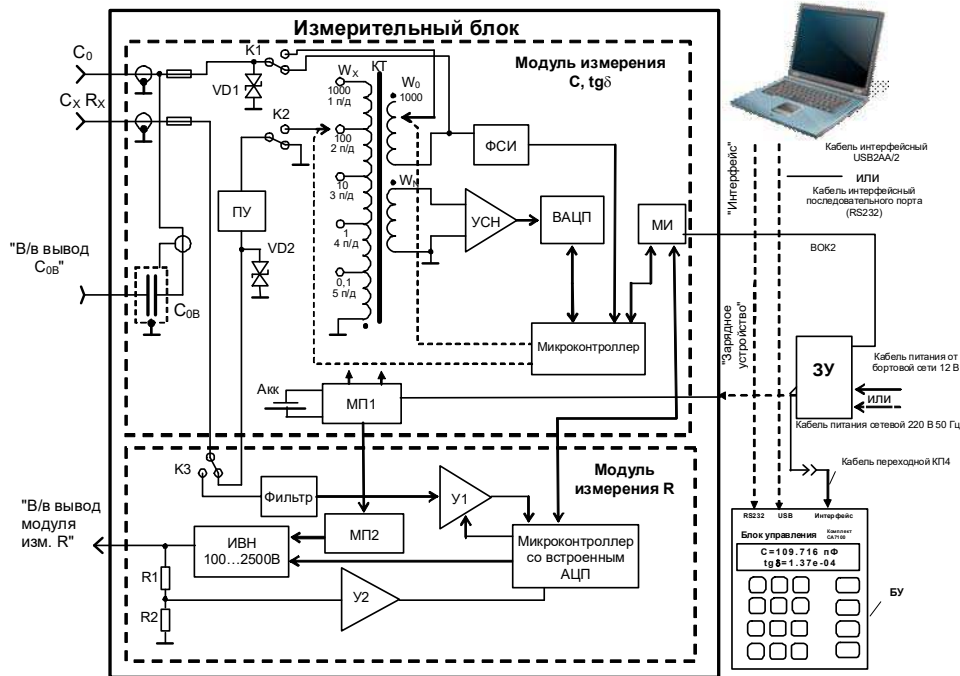 Измерительный блок
C0
K1
CX RX
VD1
K2
WX
1000
1 п/д
100
2 п/д
10
3 п/д
1
4 п/д
0,1
5 п/д
КТ
W0
1000
Модуль измерения
C, tgδ
ФСИ
УСН
ВАЦП
МИ
ПУ
VD2
"В/в вывод
C0В"
C0В
Микроконтроллер
Акк
МП1
K3
Модуль
измерения R
"В/в вывод
модуля
изм. R"
Фильтр
У1
МП2
ИВН
100...2500В
Микроконтроллер
со встроенным
АЦП
R1
R2
У2
"Интерфейс"
Кабель интерфейсный
USB2AA/2
ИЛИ
Кабель интерфейсный
последовательного порта
(RS232)
ВОК2
"Зарядное
устройство"
ЗУ
Кабель питания от
бортовой сети 12 В
ИЛИ
Кабель питания сетевой 220 В 50 Гц
Кабель переходной КП4
RS232
USB
Интерфейс
Блок управления
Комплект
СА7100
C=109.716 пФ
tgδ=1.37e-04
БУ